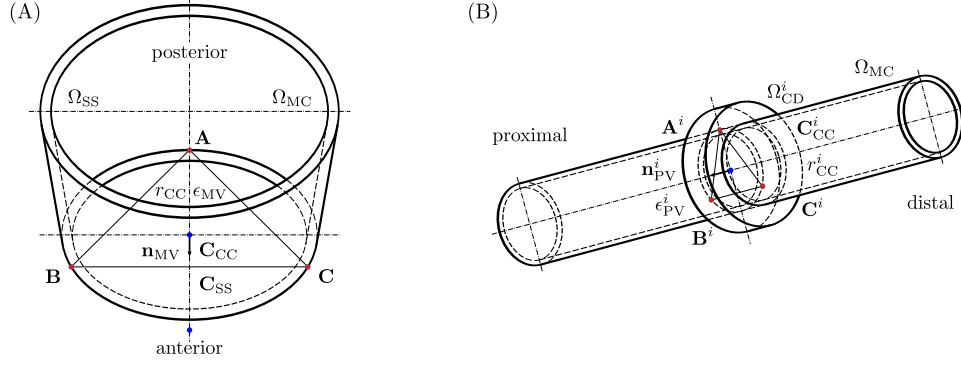 (A)
posterior
Ω_SS
Ω_MC
A
r_CC
ϵ_MV
n_MV
C_CC
B
C
C_SS
anterior
(B)
Ω_MC
Ω^i_CD
A^i
C^i_CC
proximal
n^i_PV
r^i_CC
ϵ^i_PV
C^i
distal
B^i